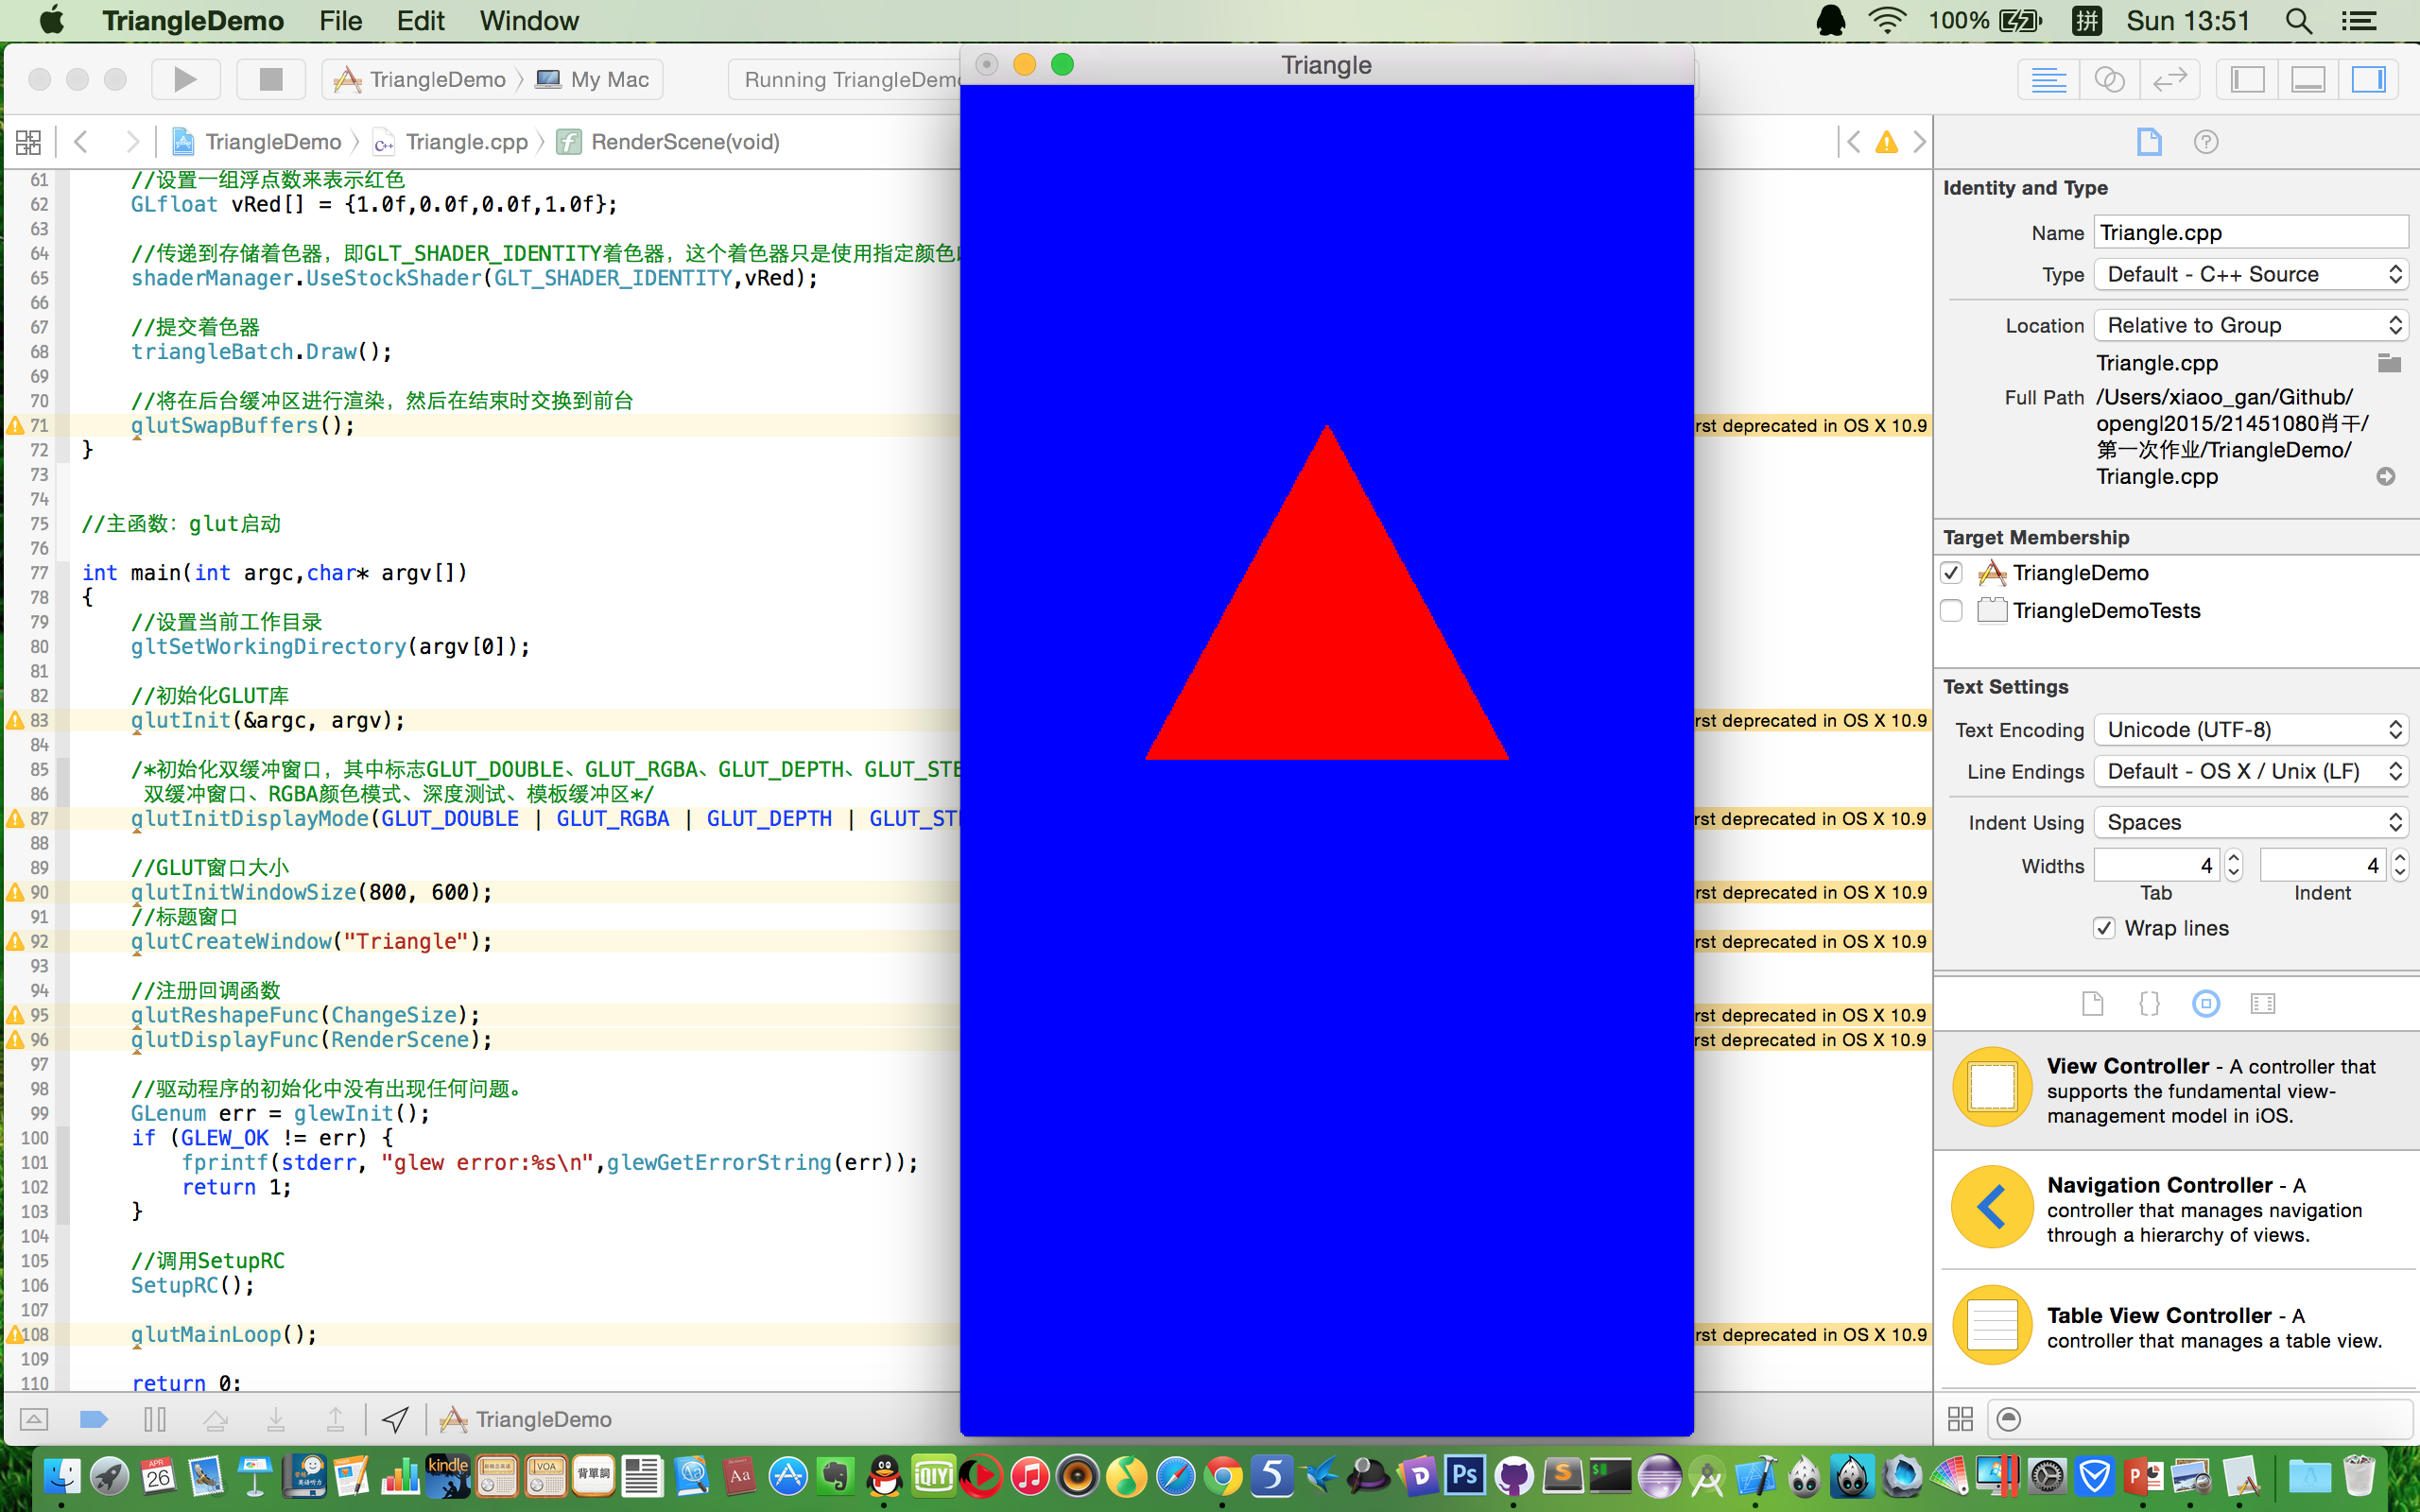 TriangleDemo File Edit Window 100% 拼 Sun 13:51
TriangleDemo My Mac Running TriangleDem
Triangle
TriangleDemo Triangle.cpp RenderScene(void)
61 //设置一组浮点数来表示红色
62 GLfloat vRed[] = {1.0f,0.0f,0.0f,1.0f};
63
64 //传递到存储着色器，即GLT_SHADER_IDENTITY着色器，这个着色器只是使用指定颜色
65 shaderManager.UseStockShader(GLT_SHADER_IDENTITY,vRed);
66
67 //提交着色器
68 triangleBatch.Draw();
69
70 //将在后台缓冲区进行渲染，然后在结束时交换到前台
71 glutSwapBuffers(); rst deprecated in OS X 10.9
72 }
73
74
75 //主函数：glut启动
76
77 int main(int argc,char* argv[])
78 {
79 //设置当前工作目录
80 gltSetWorkingDirectory(argv[0]);
81
82 //初始化GLUT库
83 glutInit(&argc, argv); rst deprecated in OS X 10.9
84
85 /*初始化双缓冲窗口，其中标志GLUT_DOUBLE、GLUT_RGBA、GLUT_DEPTH、GLUT_STE
86 双缓冲窗口、RGBA颜色模式、深度测试、模板缓冲区*/
87 glutInitDisplayMode(GLUT_DOUBLE | GLUT_RGBA | GLUT_DEPTH | GLUT_STE rst deprecated in OS X 10.9
88
89 //GLUT窗口大小
90 glutInitWindowSize(800, 600); rst deprecated in OS X 10.9
91 //标题窗口
92 glutCreateWindow("Triangle"); rst deprecated in OS X 10.9
93
94 //注册回调函数
95 glutReshapeFunc(ChangeSize); rst deprecated in OS X 10.9
96 glutDisplayFunc(RenderScene); rst deprecated in OS X 10.9
97
98 //驱动程序的初始化中没有出现任何问题。
99 GLenum err = glewInit();
100 if (GLEW_OK != err) {
101 fprintf(stderr, "glew error:%s\n",glewGetErrorString(err));
102 return 1;
103 }
104
105 //调用SetupRC
106 SetupRC();
107
108 glutMainLoop(); rst deprecated in OS X 10.9
109
110 return 0;
TriangleDemo
Identity and Type
Name Triangle.cpp
Type Default - C++ Source
Location Relative to Group
Triangle.cpp
Full Path /Users/xiaoo_gan/Github/
opengl2015/21451080肖干/
第一次作业/TriangleDemo/
Triangle.cpp
Target Membership
TriangleDemo
TriangleDemoTests
Text Settings
Text Encoding Unicode (UTF-8)
Line Endings Default - OS X / Unix (LF)
Indent Using Spaces
Widths 4 4
Tab Indent
Wrap lines
View Controller - A controller that
supports the fundamental view-
management model in iOS.
Navigation Controller - A
controller that manages navigation
through a hierarchy of views.
Table View Controller - A
controller that manages a table view.
APR 26 kindle VOA 背單詞 Aa iQIYI 5 D Ps S P